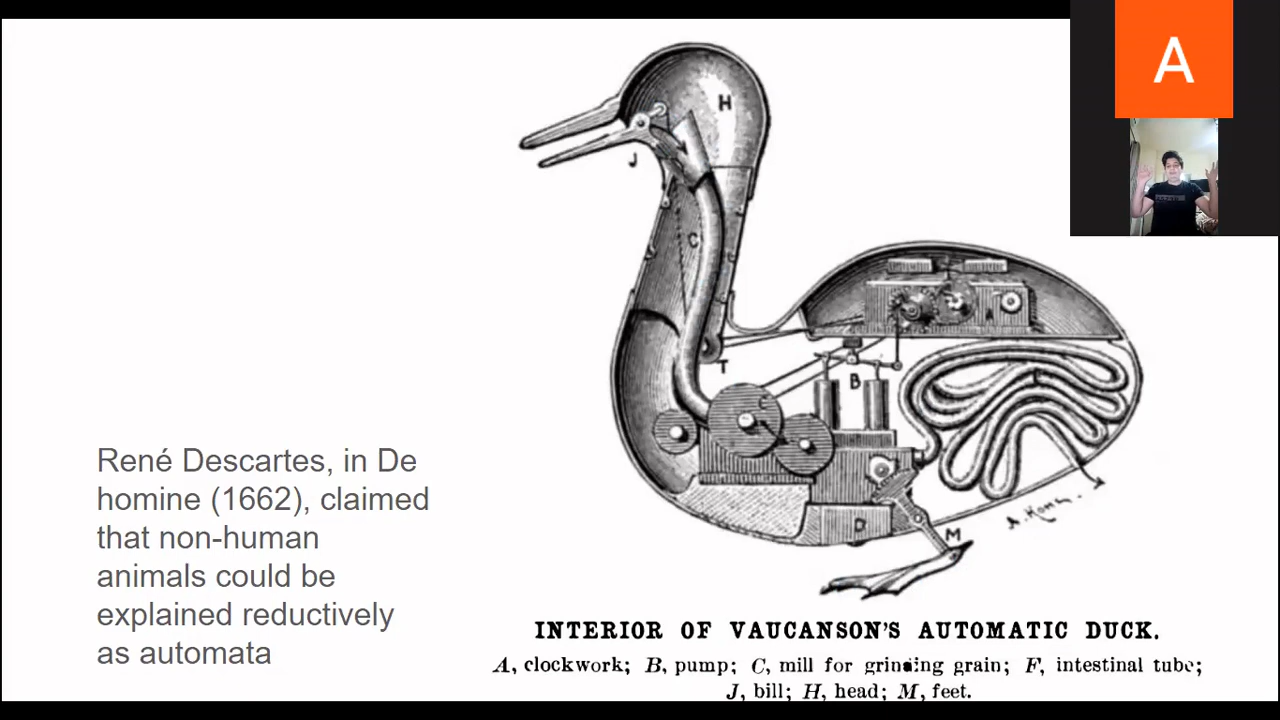 A
H
J
C
A
T
B
C
René Descartes, in De
homine (1662), claimed
that non-human
animals could be
explained reductively
as automata
D
M
INTERIOR OF VAUCANSON'S AUTOMATIC DUCK.
A, clockwork; B, pump; C, mill for grinding grain; F, intestinal tube;
J, bill; H, head; M, feet.